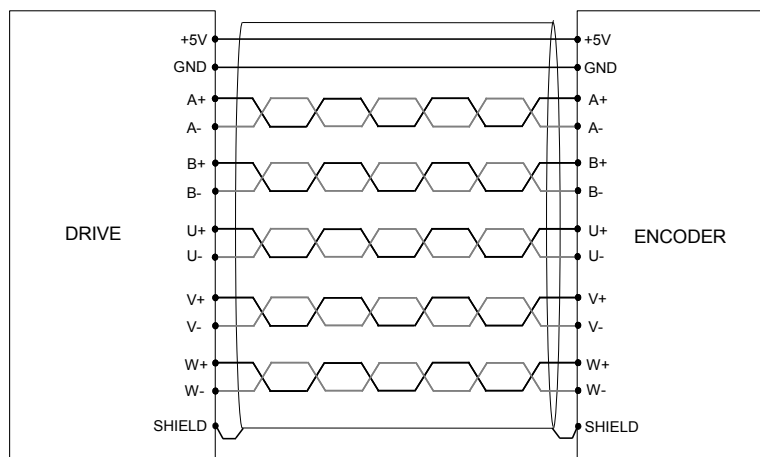 +5V +5V
GND GND
A+ A+
A- A-
B+ B+
B- B-
U+ U+
DRIVE ENCODER
U- U-
V+ V+
V- V-
W+ W+
W- W-
SHIELD SHIELD